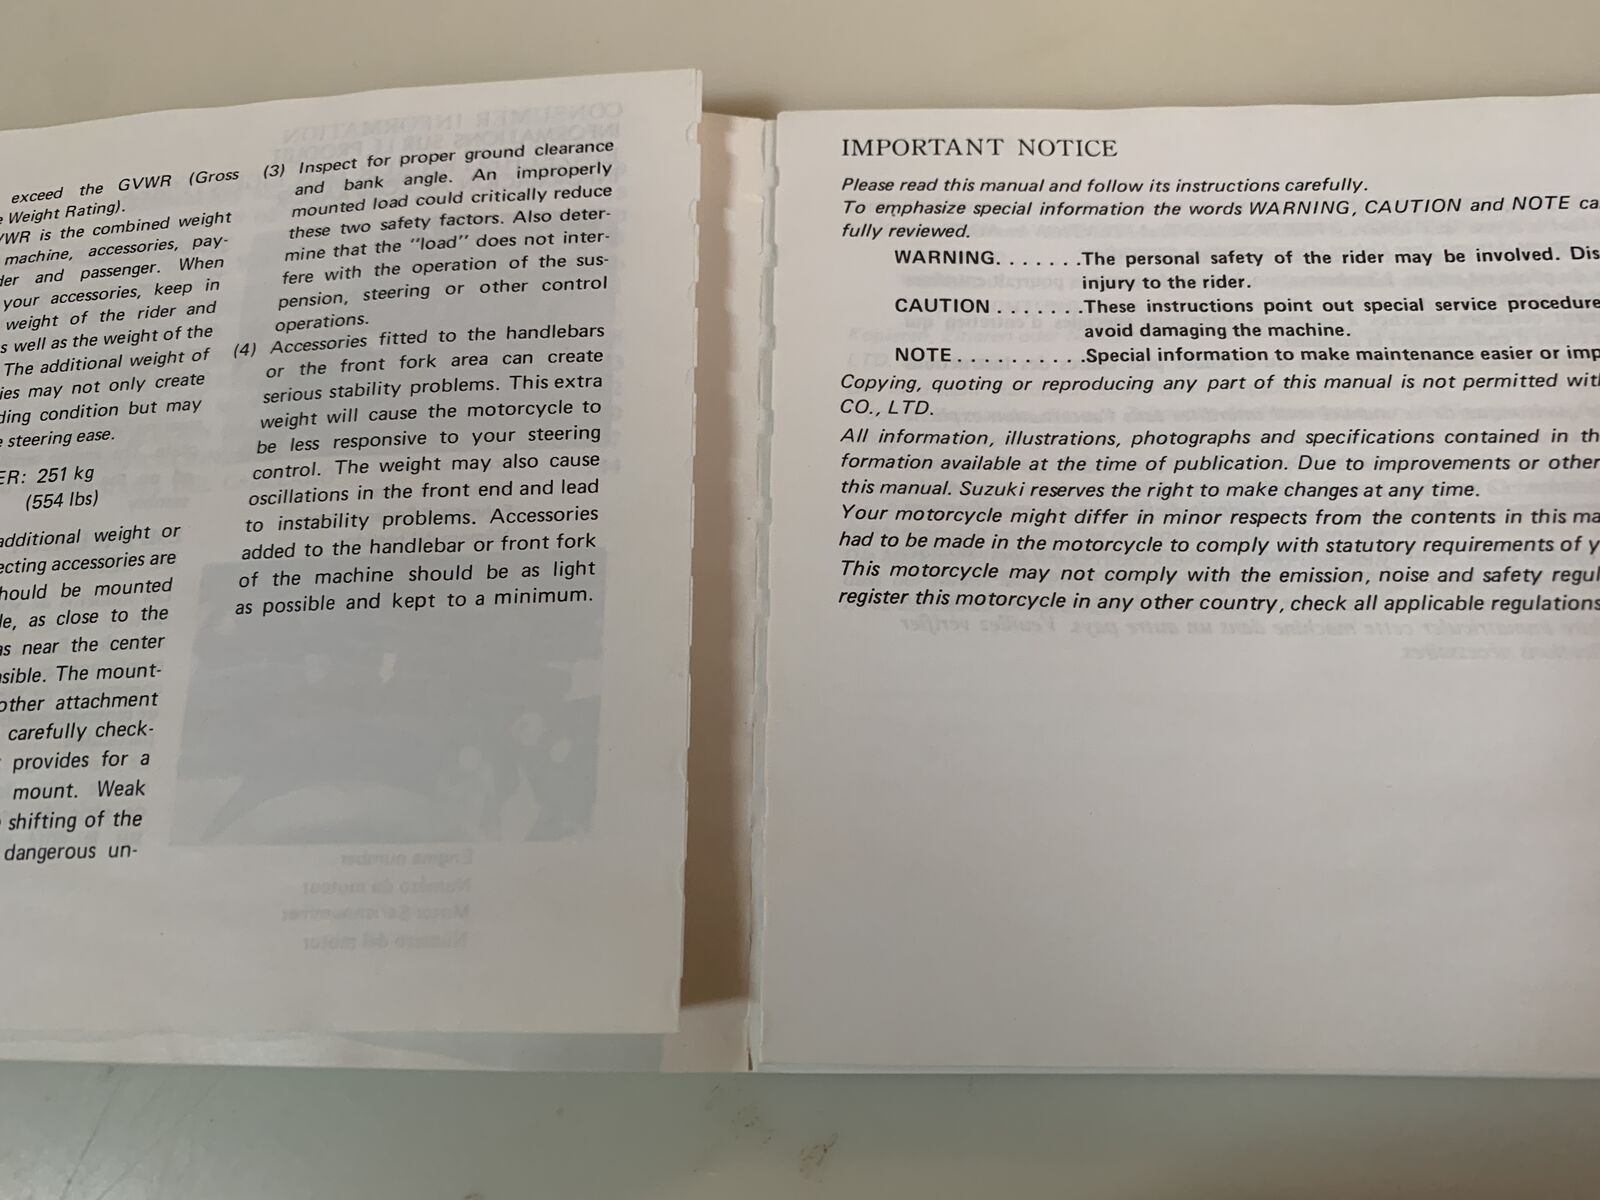 exceed the GVWR (Gross
Weight Rating).
is the combined weight
machine, accessories, pay-
and passenger. When
your accessories, keep in
weight of the rider and
as well as the weight of the
The additional weight of
may not only create
condition but may
steering ease.
251 kg
(554 lbs)
additional weight or
accessories are
should be mounted
as close to the
as near the center
The mount-
other attachment
carefully check-
provides for a
mount. Weak
shifting of the
dangerous un-
(3) Inspect for proper ground clearance
and bank angle. An improperly
mounted load could critically reduce
these two safety factors. Also deter-
mine that the "load" does not inter-
fere with the operation of the sus-
pension, steering or other control
operations.
(4) Accessories fitted to the handlebars
or the front fork area can create
serious stability problems. This extra
weight will cause the motorcycle to
be less responsive to your steering
control. The weight may also cause
oscillations in the front end and lead
to instability problems. Accessories
added to the handlebar or front fork
of the machine should be as light
as possible and kept to a minimum.
IMPORTANT NOTICE
Please read this manual and follow its instructions carefully.
To emphasize special information the words WARNING, CAUTION and NOTE ca
fully reviewed.
WARNING. . . . . . .The personal safety of the rider may be involved. Dis
injury to the rider.
CAUTION . . . . . . .These instructions point out special service procedure
avoid damaging the machine.
NOTE . . . . . . . . . .Special information to make maintenance easier or imp
Copying, quoting or reproducing any part of this manual is not permitted wit
CO., LTD.
All information, illustrations, photographs and specifications contained in th
formation available at the time of publication. Due to improvements or other
this manual. Suzuki reserves the right to make changes at any time.
Your motorcycle might differ in minor respects from the contents in this ma
had to be made in the motorcycle to comply with statutory requirements of y
This motorcycle may not comply with the emission, noise and safety regul
register this motorcycle in any other country, check all applicable regulations